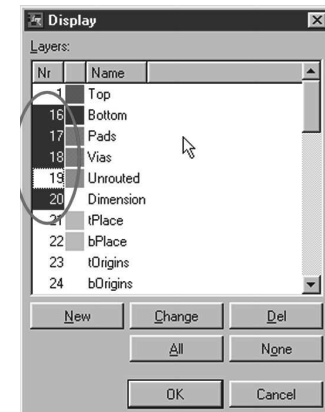 Display
Layers:
Nr Name
1 Top
16 Bottom
17 Pads
18 Vias
19 Unrouted
20 Dimension
21 tPlace
22 bPlace
23 tOrigins
24 bOrigins
New Change Del
All None
OK Cancel